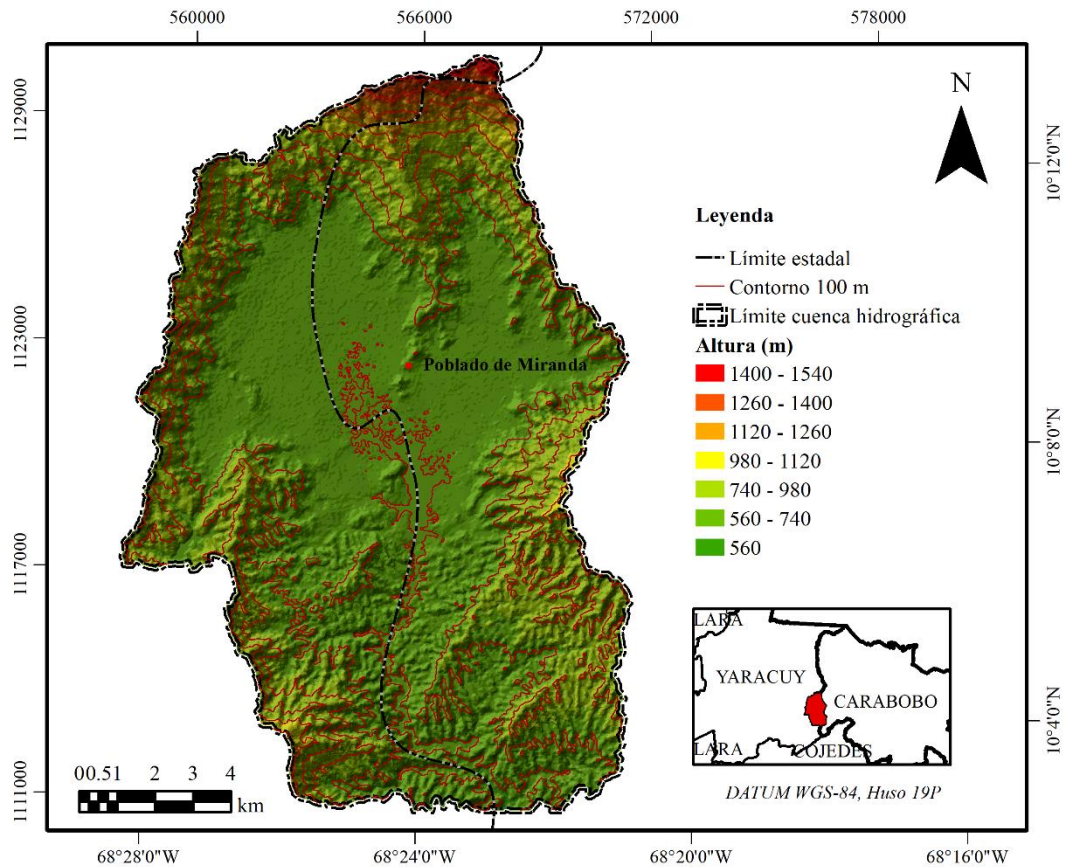 560000 566000 572000 578000
1129000
1123000
1117000
1111000
N
10°12'0"N
10°8'0"N
10°4'0"N
Poblado de Miranda
Leyenda
Límite estadal
Contorno 100 m
Límite cuenca hidrográfica
Altura (m)
1400 - 1540
1260 - 1400
1120 - 1260
980 - 1120
740 - 980
560 - 740
560
LARA
YARACUY
CARABOBO
LARA
COJEDES
DATUM WGS-84, Huso 19P
00.51 2 3 4
km
68°28'0"W 68°24'0"W 68°20'0"W 68°16'0"W